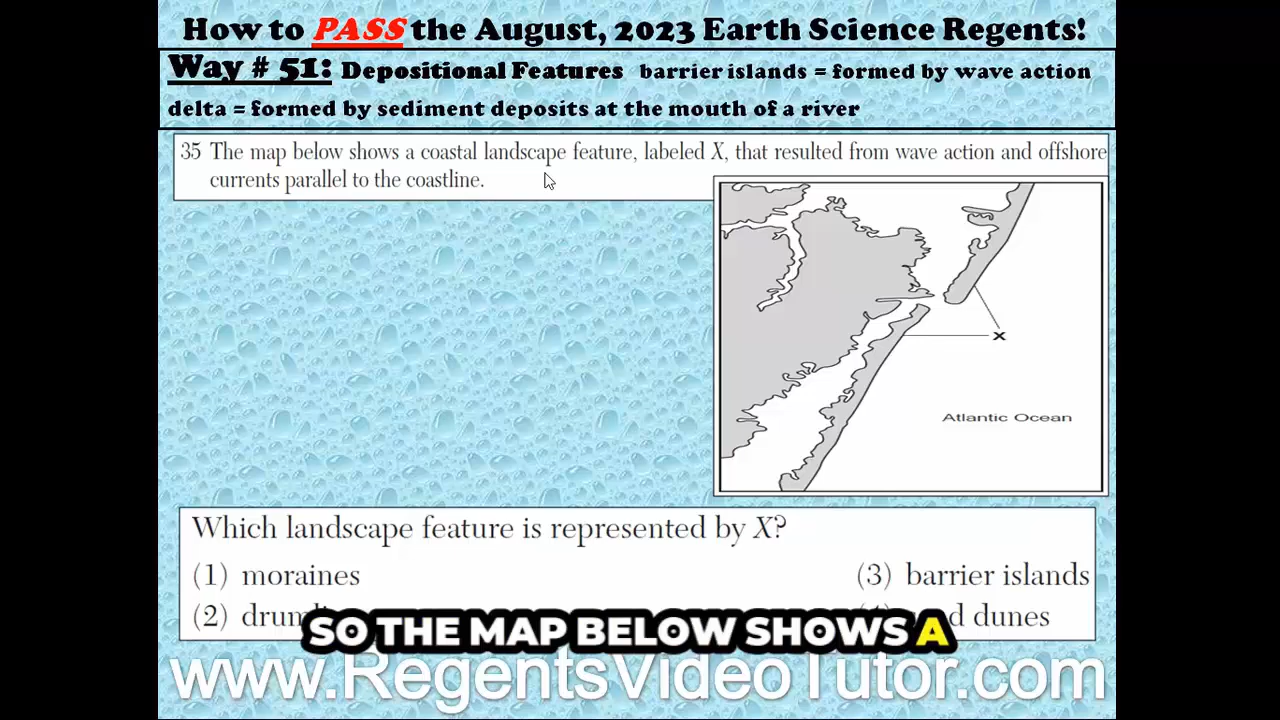 How to PASS the August, 2023 Earth Science Regents!
Way # 51: Depositional Features barrier islands = formed by wave action
delta = formed by sediment deposits at the mouth of a river
35 The map below shows a coastal landscape feature, labeled X, that resulted from wave action and offshore
currents parallel to the coastline.
X
Atlantic Ocean
Which landscape feature is represented by X?
(1) moraines
(3) barrier islands
(2)
dunes
SO THE MAP BELOW SHOWS A
www.RegentsVideoTutor.com